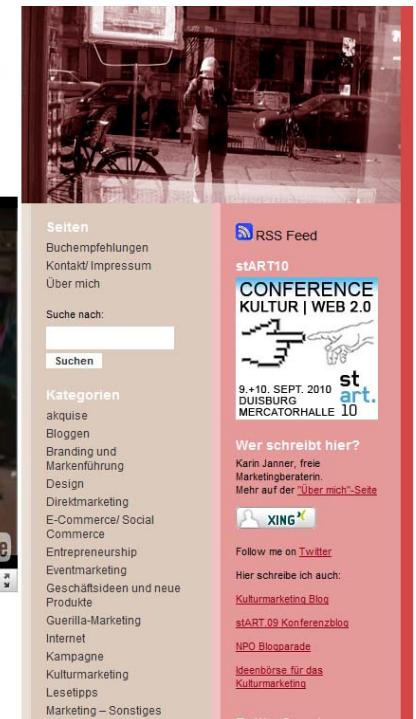 Seiten
Buchempfehlungen
Kontakt/ Impressum
Über mich
Suche nach:
Suchen
Kategorien
akquise
Bloggen
Branding und
Markenführung
Design
Direktmarketing
E-Commerce/ Social
Commerce
Entrepreneurship
Eventmarketing
Geschäftsideen und neue
Produkte
Guerilla-Marketing
Internet
Kampagne
Kulturmarketing
Lesetipps
Marketing – Sonstiges
RSS Feed
stART10
CONFERENCE
KULTUR | WEB 2.0
9.+10. SEPT. 2010
DUISBURG
MERCATORHALLE
st
art.
10
Wer schreibt hier?
Karin Janner, freie
Marketingberaterin.
Mehr auf der "Über mich"-Seite
XING
Follow me on Twitter
Hier schreibe ich auch:
Kulturmarketing Blog
stART.09 Konferenzblog
NPO Blogparade
Ideenbörse für das
Kulturmarketing